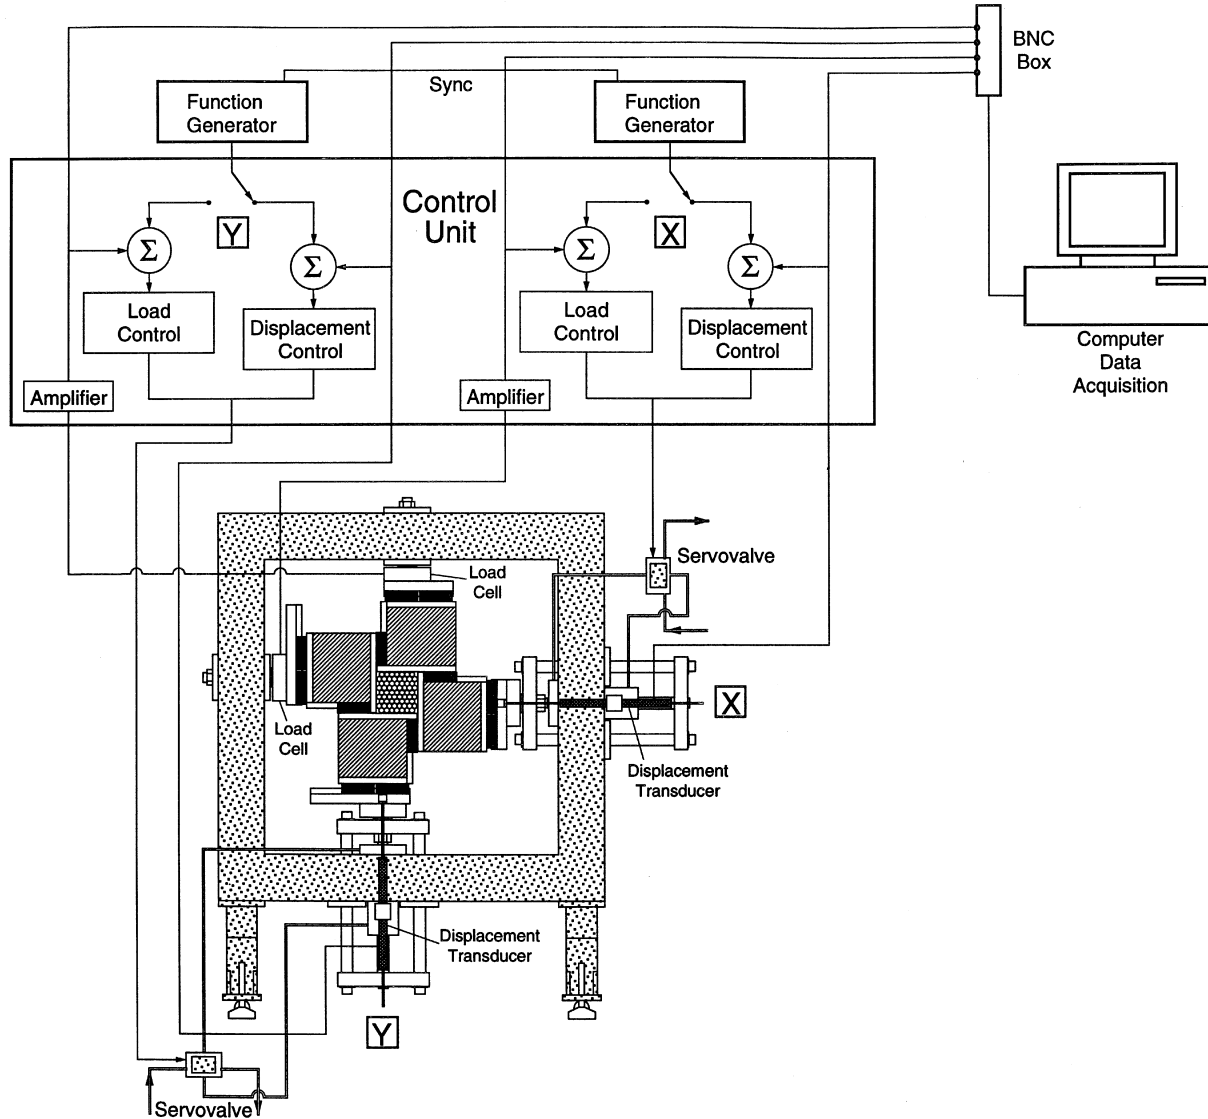 BNC
Box
Sync
Function
Generator
Function
Generator
Control
Unit
Y
X
Σ
Σ
Σ
Σ
Load
Control
Displacement
Control
Load
Control
Displacement
Control
Amplifier
Amplifier
Computer
Data
Acquisition
Servovalve
Load
Cell
Load
Cell
X
Displacement
Transducer
Displacement
Transducer
Y
Servovalve